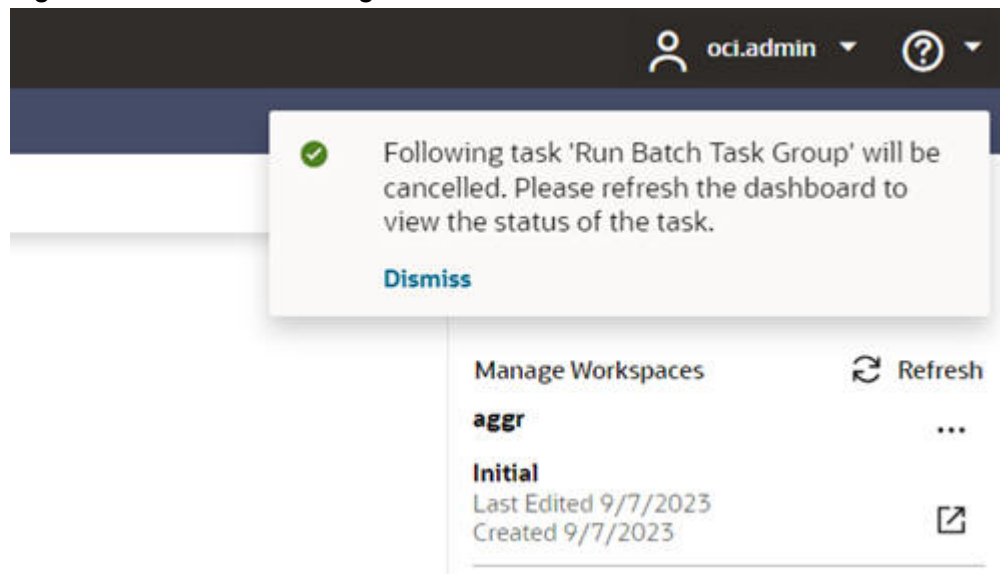 oci.admin
Following task 'Run Batch Task Group' will be
cancelled. Please refresh the dashboard to
view the status of the task.
Dismiss
Manage Workspaces Refresh
aggr
Initial
Last Edited 9/7/2023
Created 9/7/2023